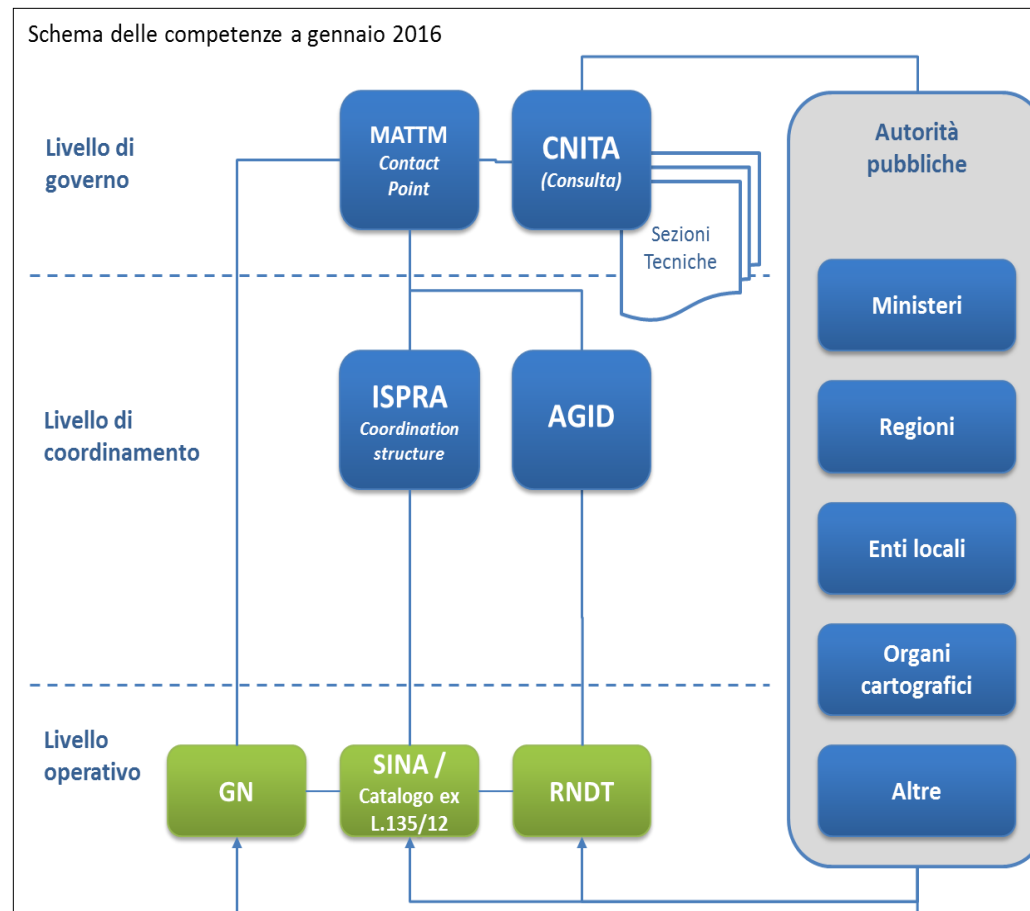 Schema delle competenze a gennaio 2016
Livello di
governo
MATTM
Contact
Point
CNITA
(Consulta)
Sezioni
Tecniche
Autorità
pubbliche
Ministeri
Livello di
coordinamento
ISPRA
Coordination
structure
AGID
Regioni
Enti locali
Organi
cartografici
Livello
operativo
GN
SINA /
Catalogo ex
L.135/12
RNDT
Altre